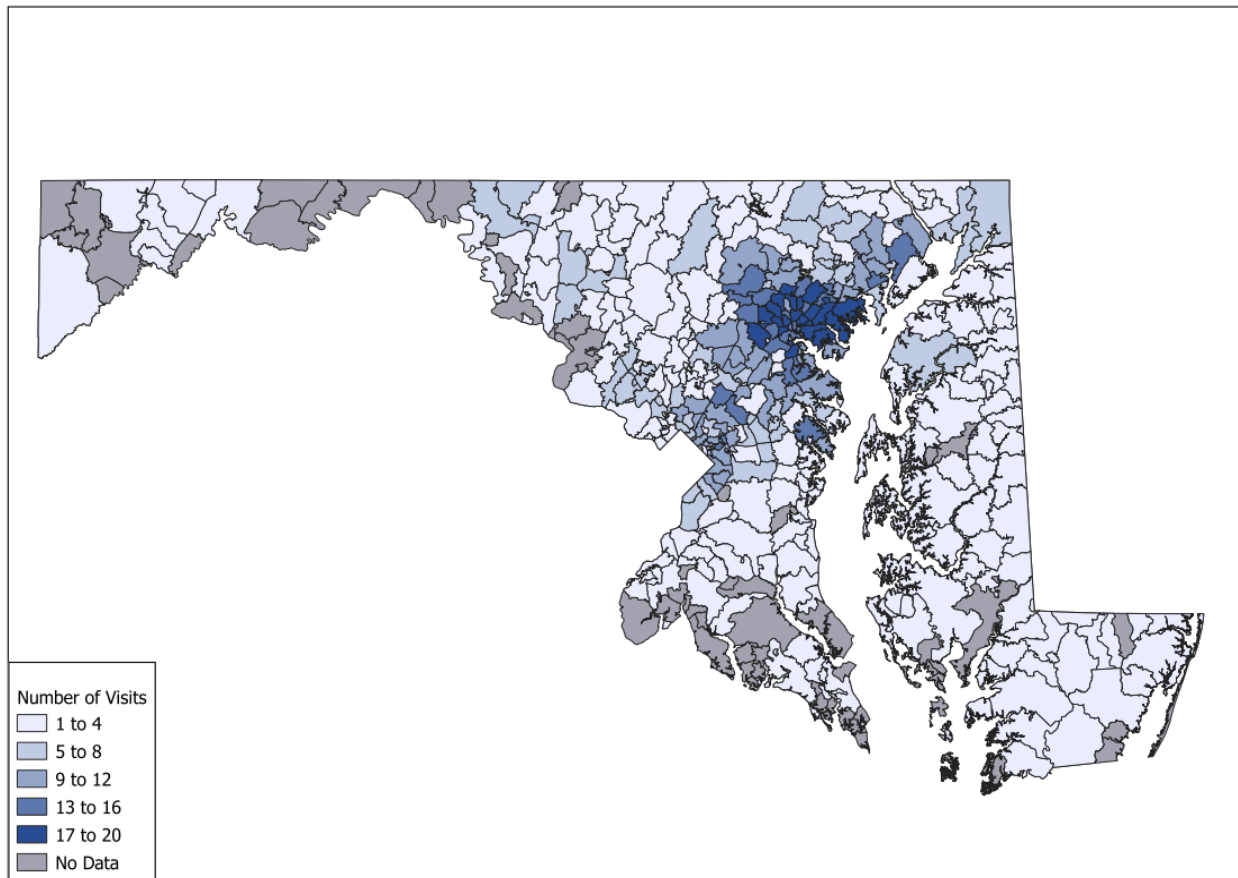 Number of Visits
1 to 4
5 to 8
9 to 12
13 to 16
17 to 20
No Data